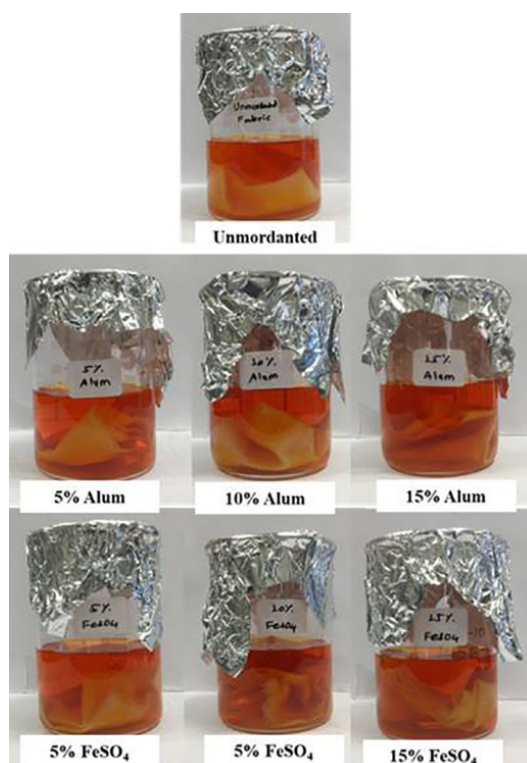 Unmordanted
Fabric
Unmordanted
5%
Alum
10%
Alum
15%
Alum
5% Alum
10% Alum
15% Alum
5%
FeSO4
10%
FeSO4
15%
FeSO4
5% FeSO₄
5% FeSO₄
15% FeSO₄